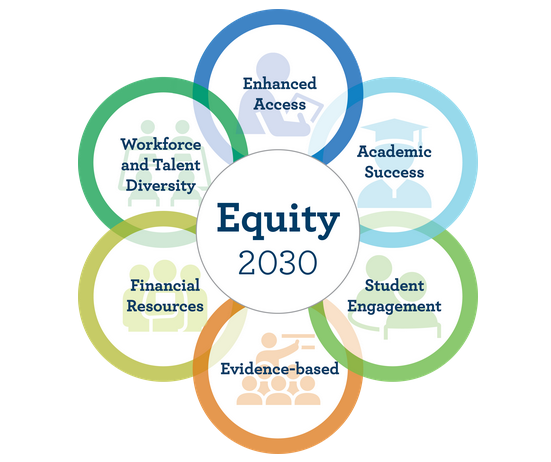 Enhanced
Access
Academic
Success
Student
Engagement
Evidence-based
Financial
Resources
Workforce
and Talent
Diversity
Equity
2030